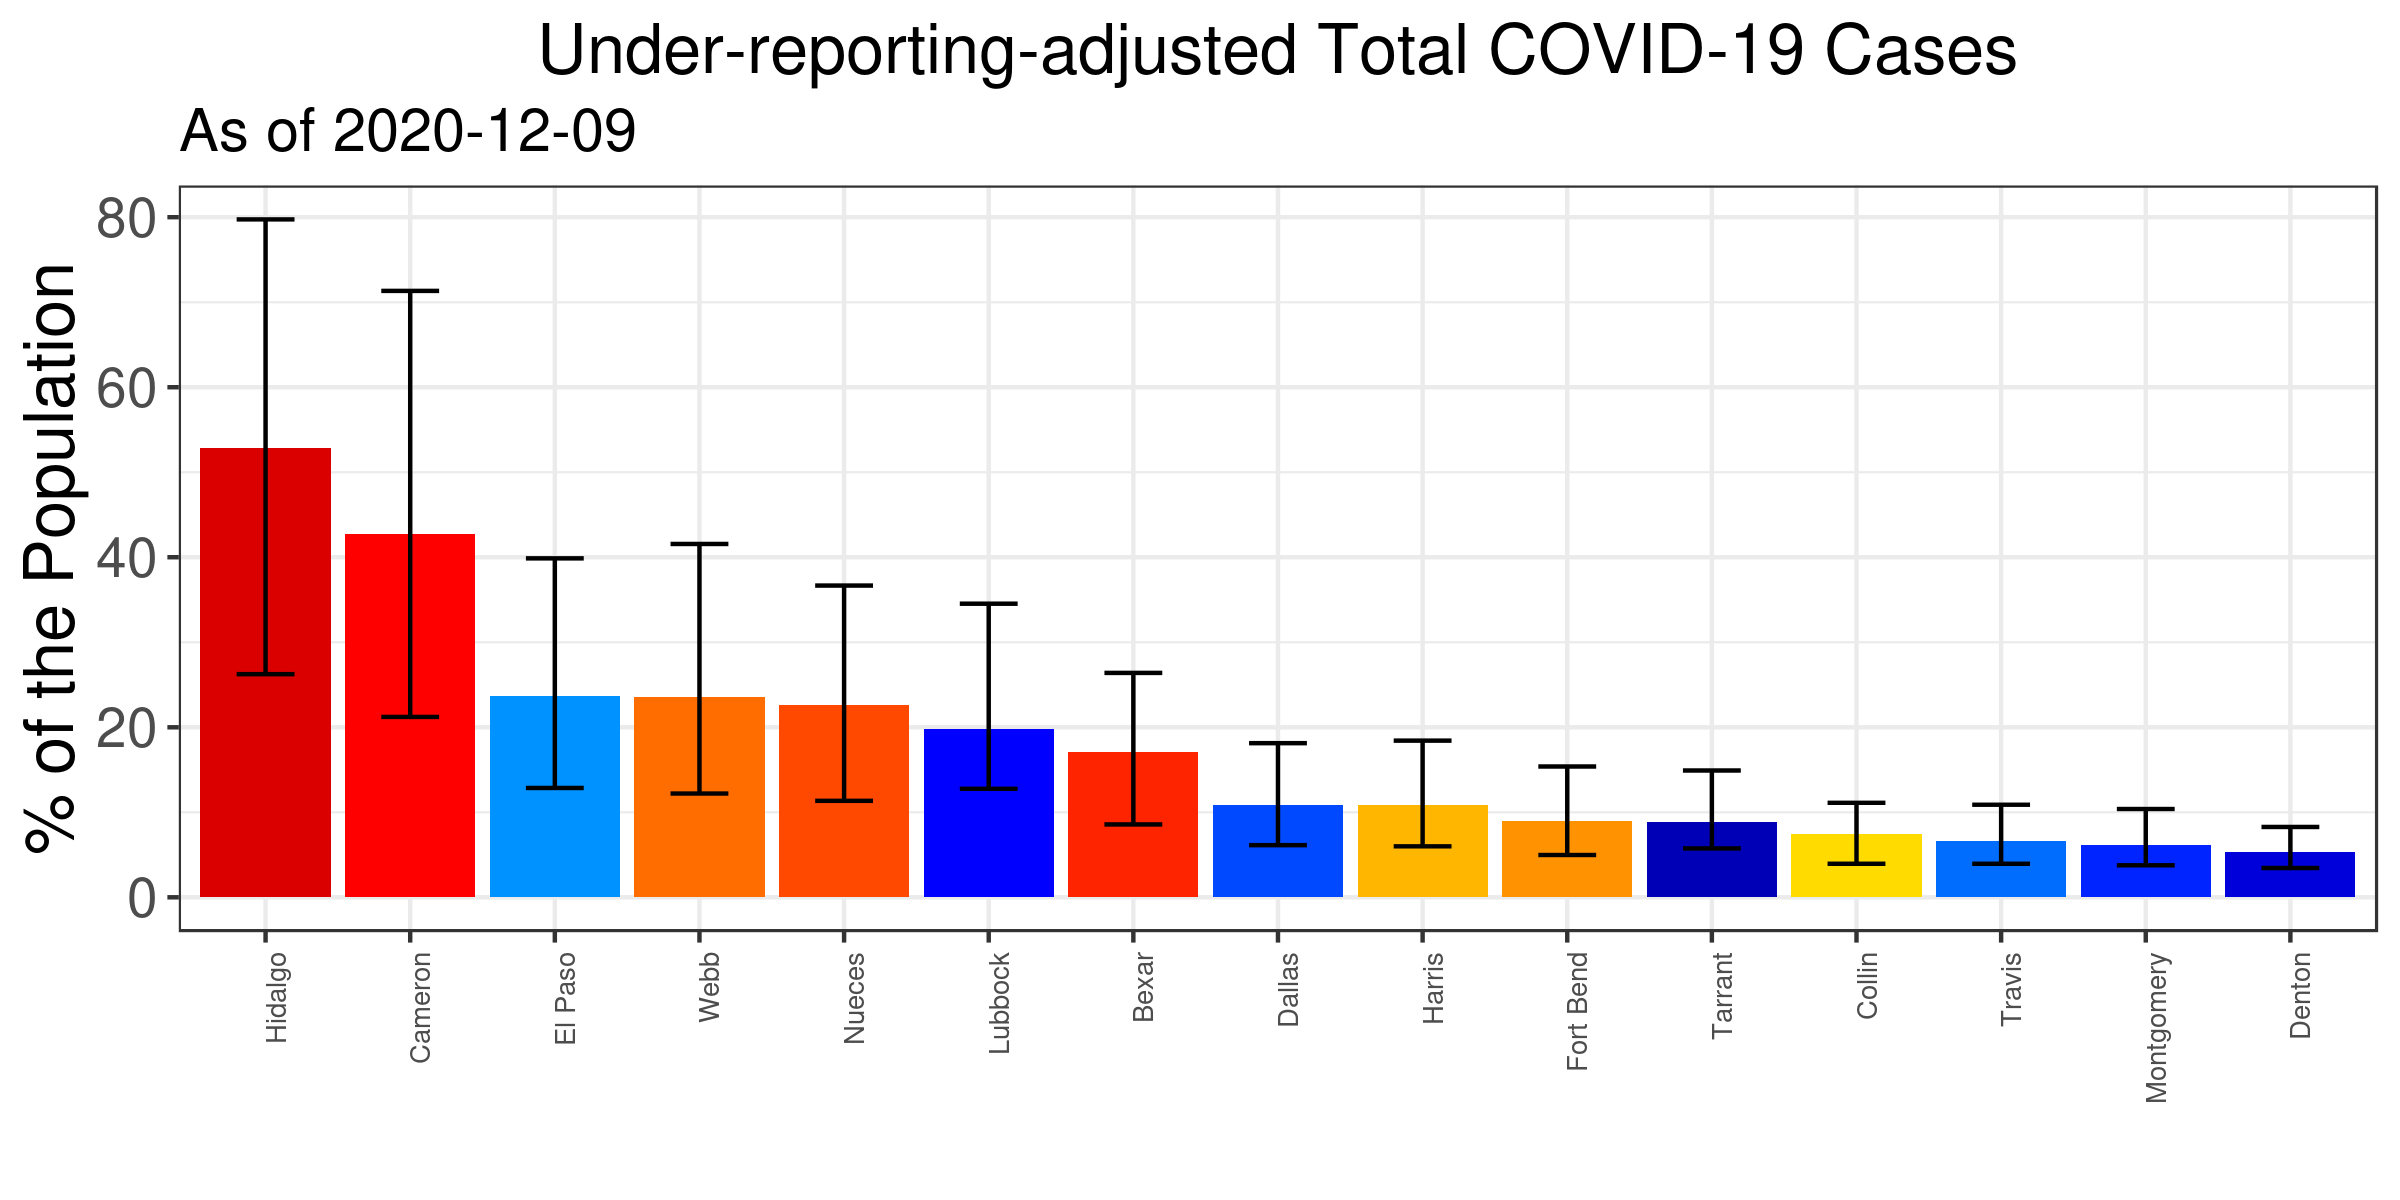 Under-reporting-adjusted Total COVID-19 Cases
As of 2020-12-09
% of the Population
80
60
40
20
0
Hidalgo
Cameron
El Paso
Webb
Nueces
Lubbock
Bexar
Dallas
Harris
Fort Bend
Tarrant
Collin
Travis
Montgomery
Denton